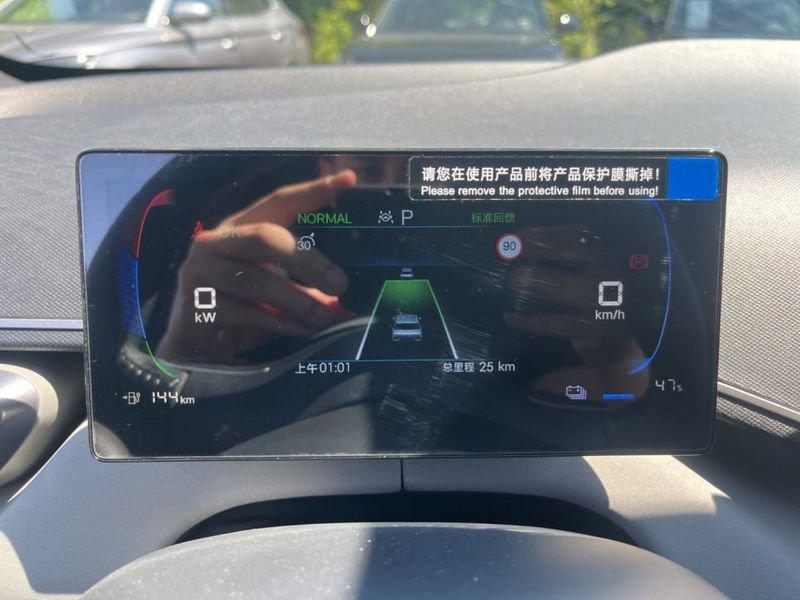 请您在使用产品前将产品保护膜撕掉!
Please remove the protective film before using!
NORMAL P 标准回馈
OK
30 90
0 0
kW km/h
上午01:01 总里程 25 km
144km 47%